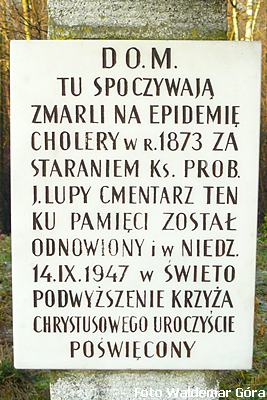 D.O.M.
TU SPOCZYWAJĄ
ZMARLI NA EPIDEMIĘ
CHOLERY w R. 1873 ZA
STARANIEM Ks. PROB.
J. LUPY CMENTARZ TEN
KU PAMIĘCI ZOSTAŁ
ODNOWIONY i w NIEDZ.
14.IX.1947 w ŚWIETO
PODWYŻSZENIE KRZYŻA
CHRYSTUSOWEGO UROCZYŚCIE
POŚWIĘCONY
Foto Waldemar Góra